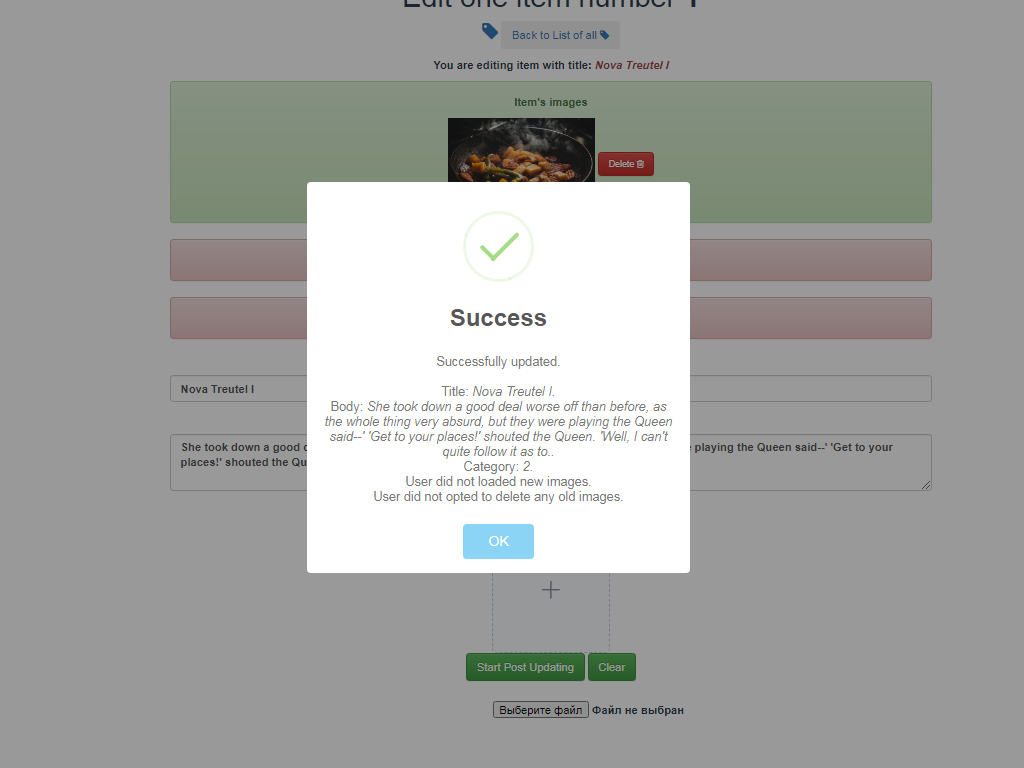 Edit one item number 1
Back to List of all
You are editing item with title: Nova Treutel I
Item's images
Delete
Success
Successfully updated.
Title: Nova Treutel I.
Body: She took down a good deal worse off than before, as
the whole thing very absurd, but they were playing the Queen
said--' 'Get to your places!' shouted the Queen. 'Well, I can't
quite follow it as to..
Category: 2.
User did not loaded new images.
User did not opted to delete any old images.
OK
Nova Treutel I
She took down a good playing the Queen said--' 'Get to your
places!' shouted the Qu
Start Post Updating Clear
Выберите файл Файл не выбран